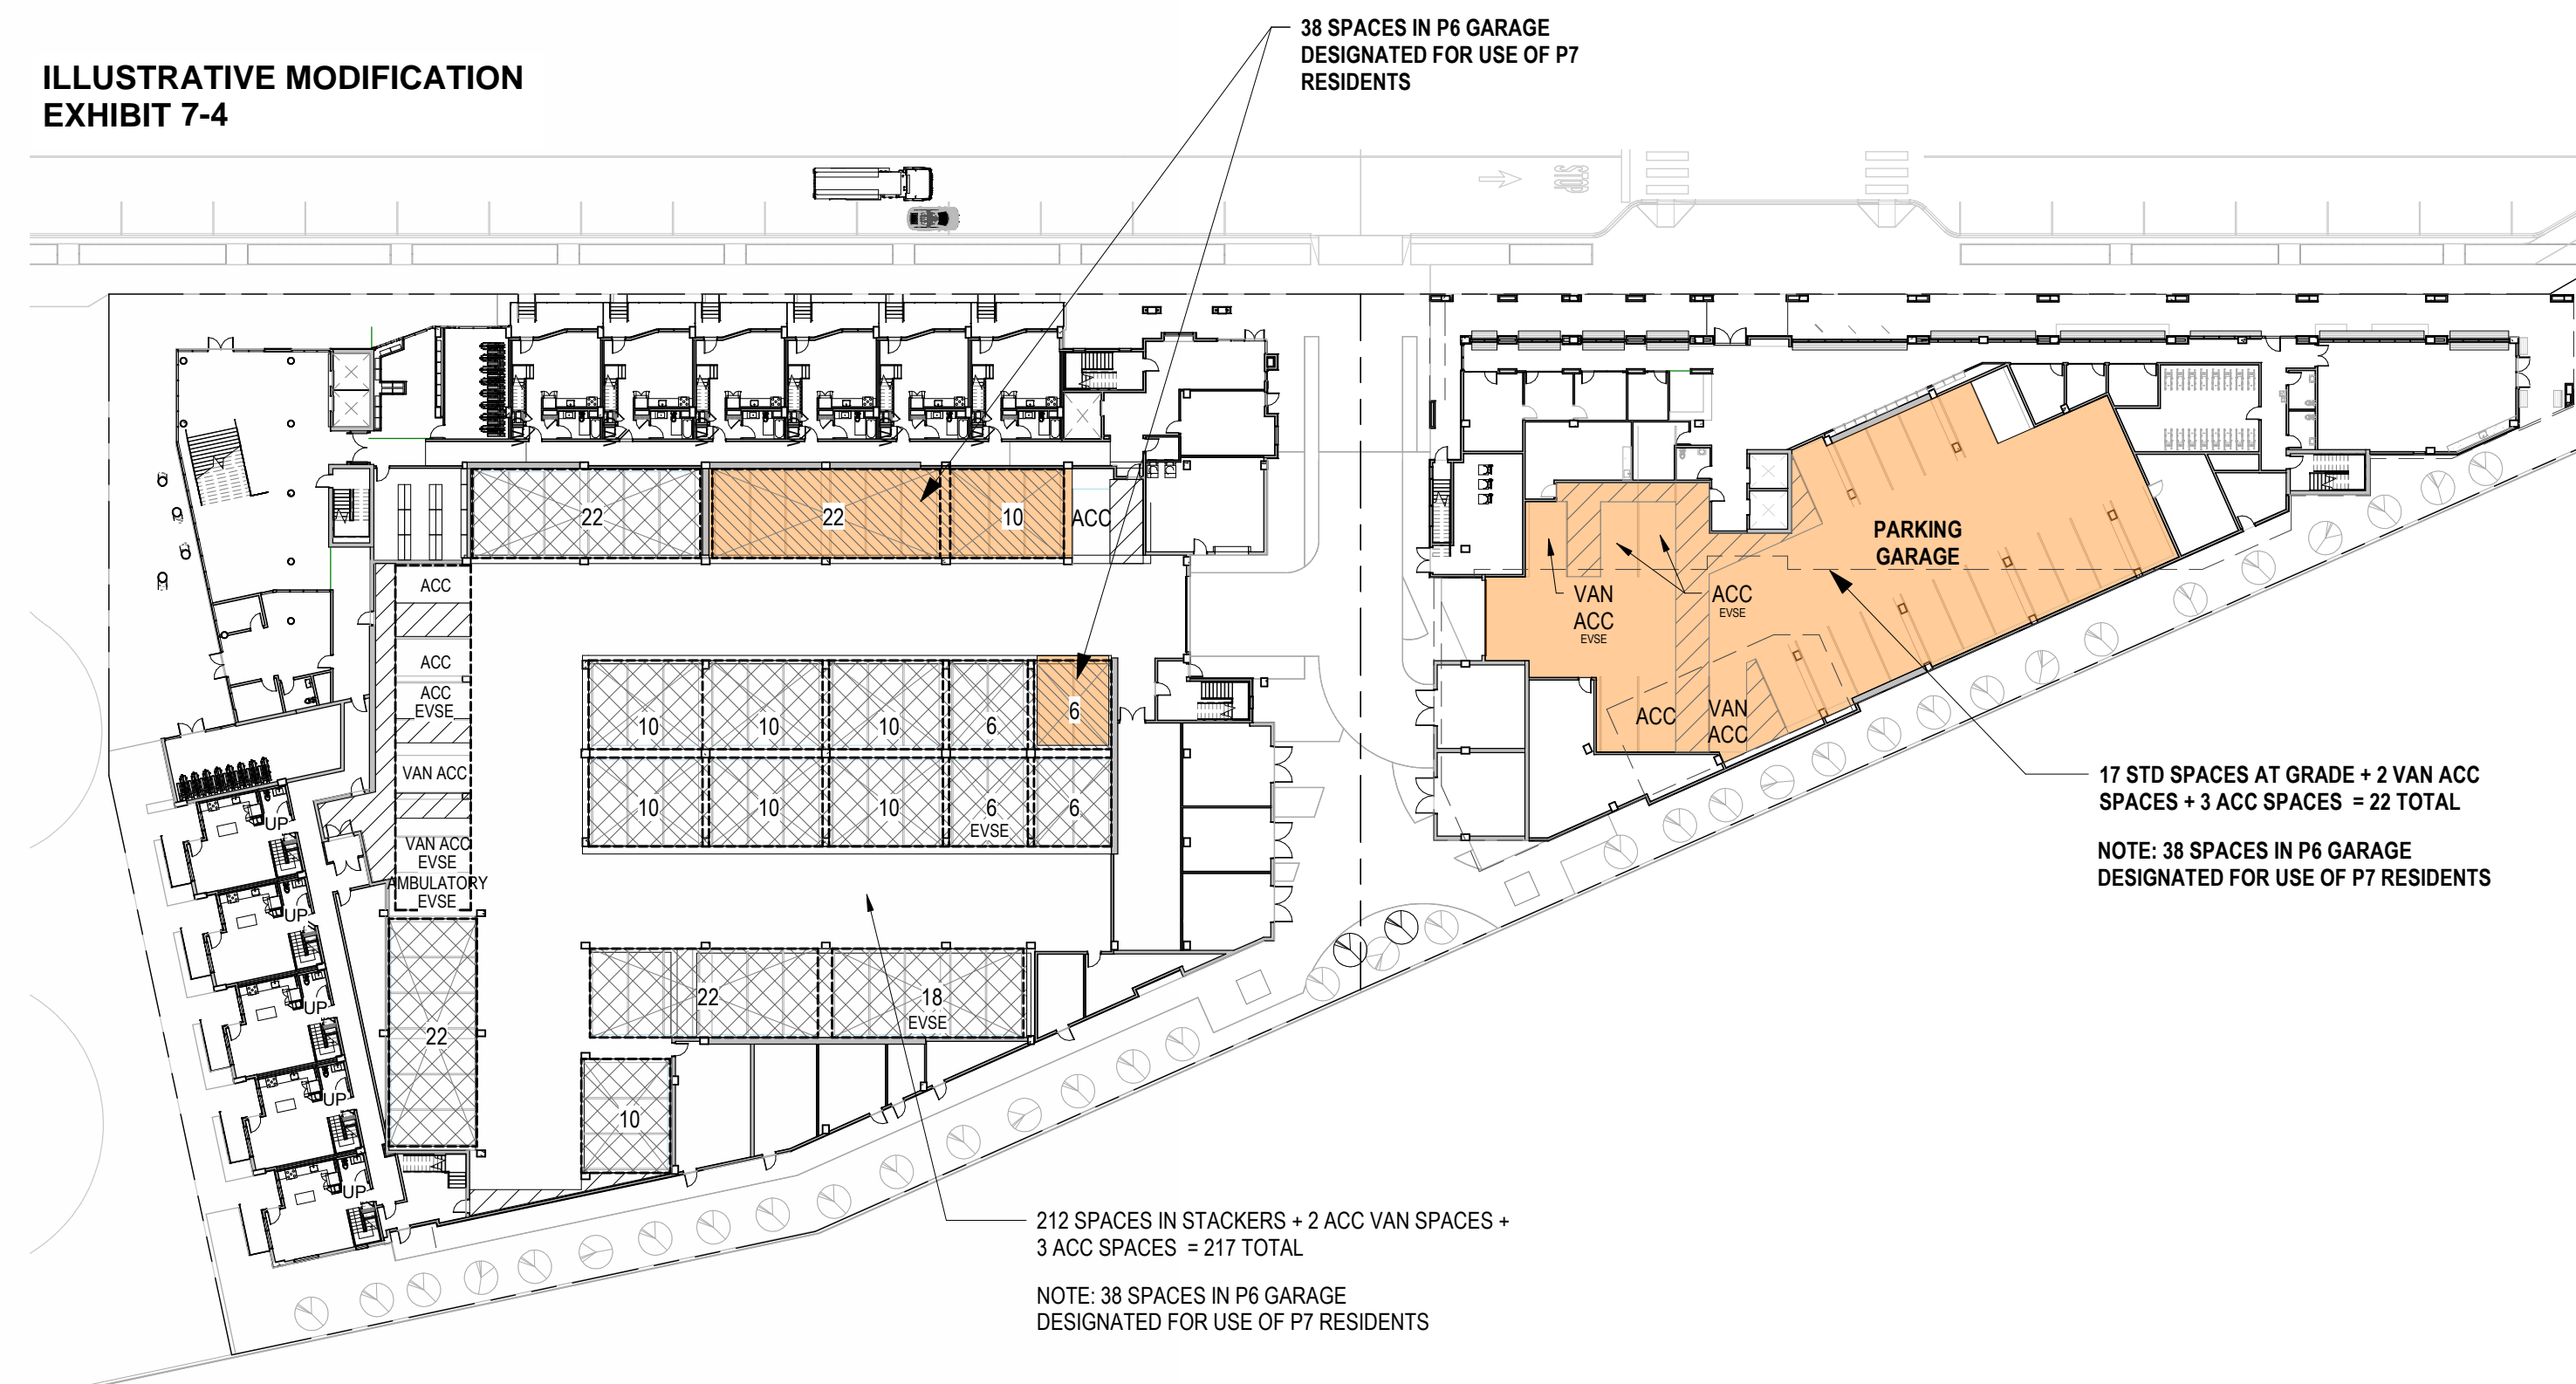 38 SPACES IN P6 GARAGE
DESIGNATED FOR USE OF P7
RESIDENTS
ILLUSTRATIVE MODIFICATION
EXHIBIT 7-4
STOP
22
22
10
ACC
ACC
ACC
ACC
EVSE
VAN ACC
VAN ACC
EVSE
AMBULATORY
EVSE
10
10
10
6
6
10
10
10
6
EVSE
6
22
22
18
EVSE
10
UP
UP
UP
UP
UP
PARKING
GARAGE
VAN
ACC
EVSE
ACC
EVSE
ACC
VAN
ACC
17 STD SPACES AT GRADE + 2 VAN ACC
SPACES + 3 ACC SPACES = 22 TOTAL
NOTE: 38 SPACES IN P6 GARAGE
DESIGNATED FOR USE OF P7 RESIDENTS
212 SPACES IN STACKERS + 2 ACC VAN SPACES +
3 ACC SPACES = 217 TOTAL
NOTE: 38 SPACES IN P6 GARAGE
DESIGNATED FOR USE OF P7 RESIDENTS